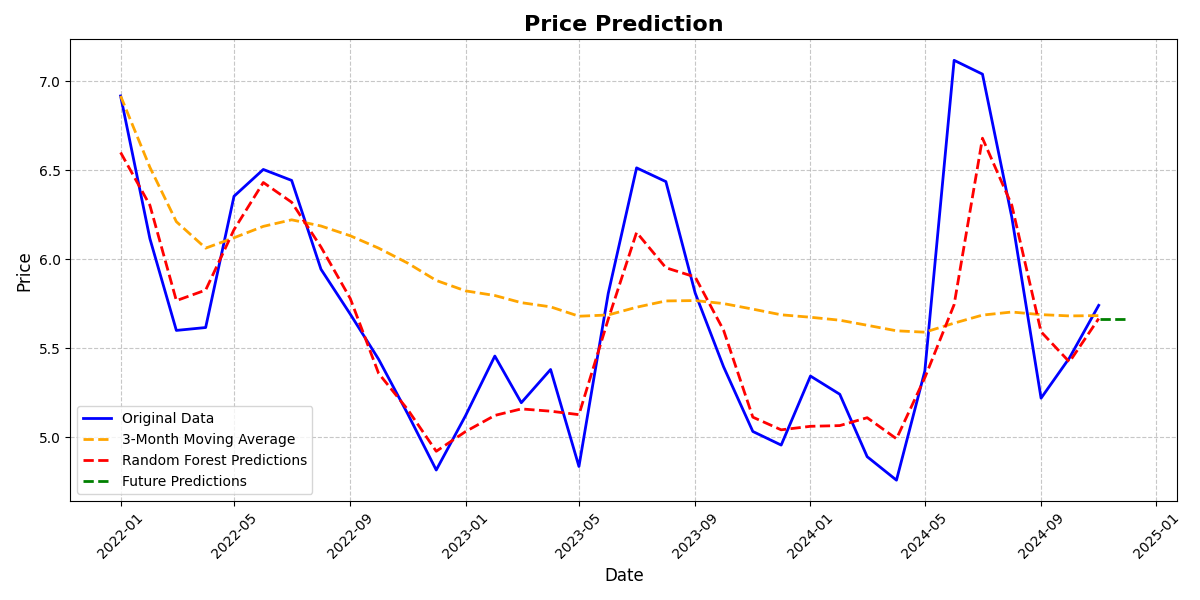 Price Prediction
Price
7.0
6.5
6.0
5.5
5.0
Original Data
3-Month Moving Average
Random Forest Predictions
Future Predictions
2022-01
2022-05
2022-09
2023-01
2023-05
2023-09
2024-01
2024-05
2024-09
2025-01
Date